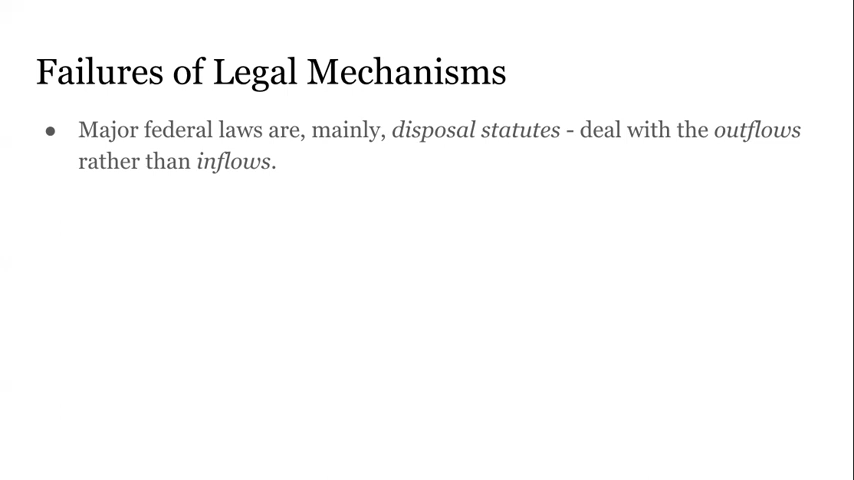 Failures of Legal Mechanisms
● Major federal laws are, mainly, disposal statutes - deal with the outflows
rather than inflows.